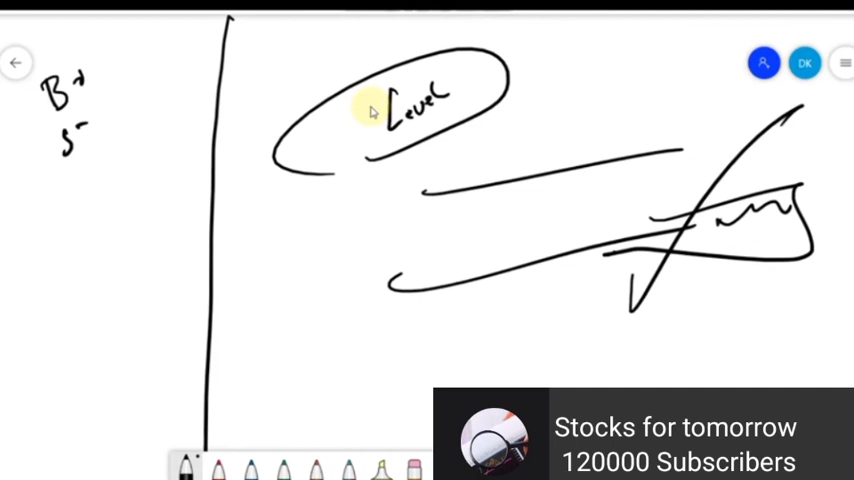 B+
S-
Level
DK
Stocks for tomorrow
120000 Subscribers